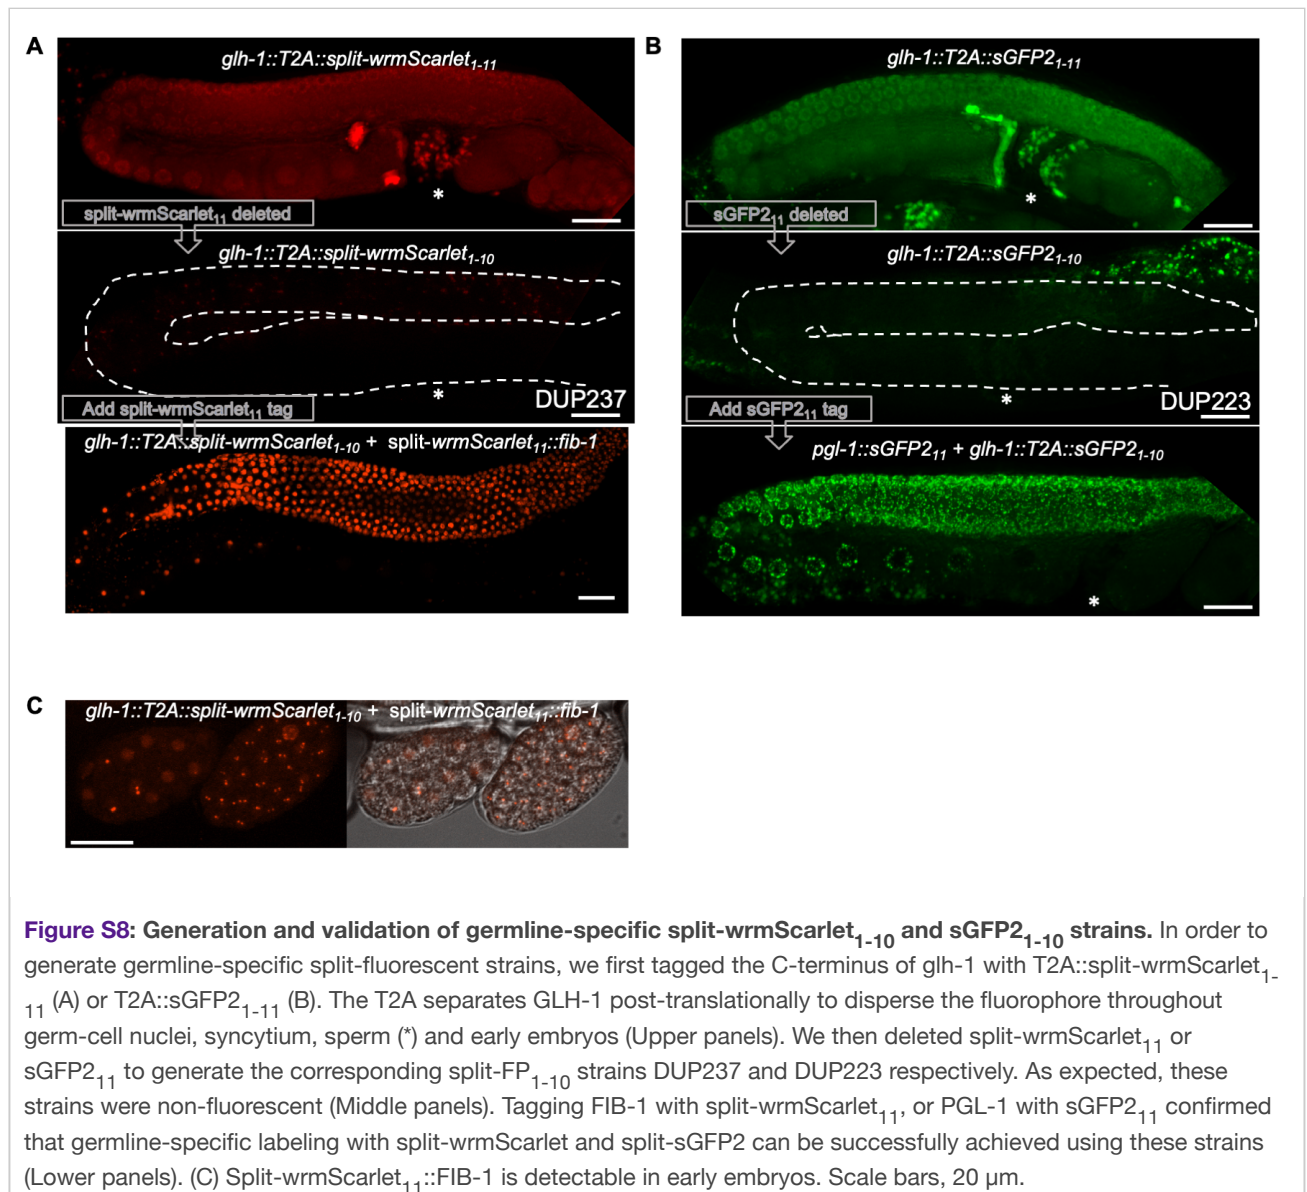 A
glh-1::T2A::split-wrmScarlet1-11
*
split-wrmScarlet11 deleted
glh-1::T2A::split-wrmScarlet1-10
*
DUP237
Add split-wrmScarlet11 tag
glh-1::T2A::split-wrmScarlet1-10 + split-wrmScarlet11::fib-1
B
glh-1::T2A::sGFP21-11
*
sGFP211 deleted
glh-1::T2A::sGFP21-10
*
DUP223
Add sGFP211 tag
pgl-1::sGFP211 + glh-1::T2A::sGFP21-10
*
C
glh-1::T2A::split-wrmScarlet1-10 + split-wrmScarlet11::fib-1
Figure S8: Generation and validation of germline-specific split-wrmScarlet1-10 and sGFP21-10 strains. In order to
generate germline-specific split-fluorescent strains, we first tagged the C-terminus of glh-1 with T2A::split-wrmScarlet1-
11 (A) or T2A::sGFP21-11 (B). The T2A separates GLH-1 post-translationally to disperse the fluorophore throughout
germ-cell nuclei, syncytium, sperm (*) and early embryos (Upper panels). We then deleted split-wrmScarlet11 or
sGFP211 to generate the corresponding split-FP1-10 strains DUP237 and DUP223 respectively. As expected, these
strains were non-fluorescent (Middle panels). Tagging FIB-1 with split-wrmScarlet11, or PGL-1 with sGFP211 confirmed
that germline-specific labeling with split-wrmScarlet and split-sGFP2 can be successfully achieved using these strains
(Lower panels). (C) Split-wrmScarlet11::FIB-1 is detectable in early embryos. Scale bars, 20 µm.